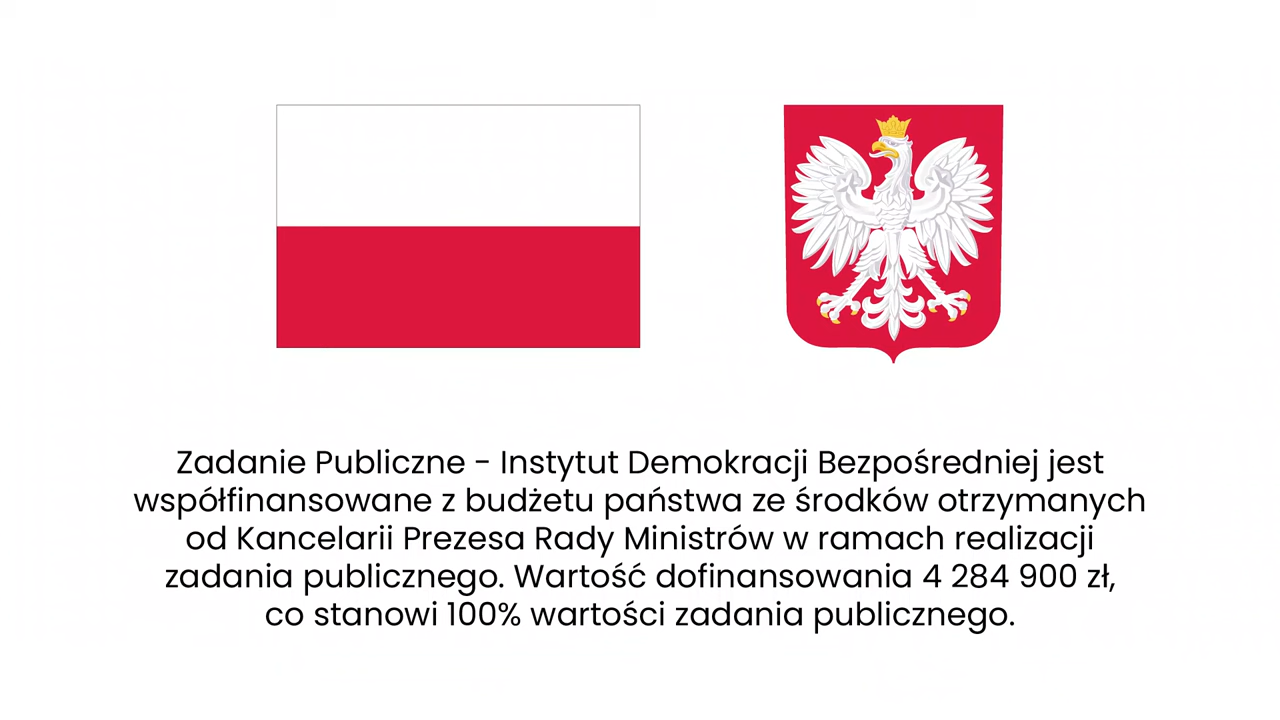 Zadanie Publiczne - Instytut Demokracji Bezpośredniej jest
współfinansowane z budżetu państwa ze środków otrzymanych
od Kancelarii Prezesa Rady Ministrów w ramach realizacji
zadania publicznego. Wartość dofinansowania 4 284 900 zł,
co stanowi 100% wartości zadania publicznego.